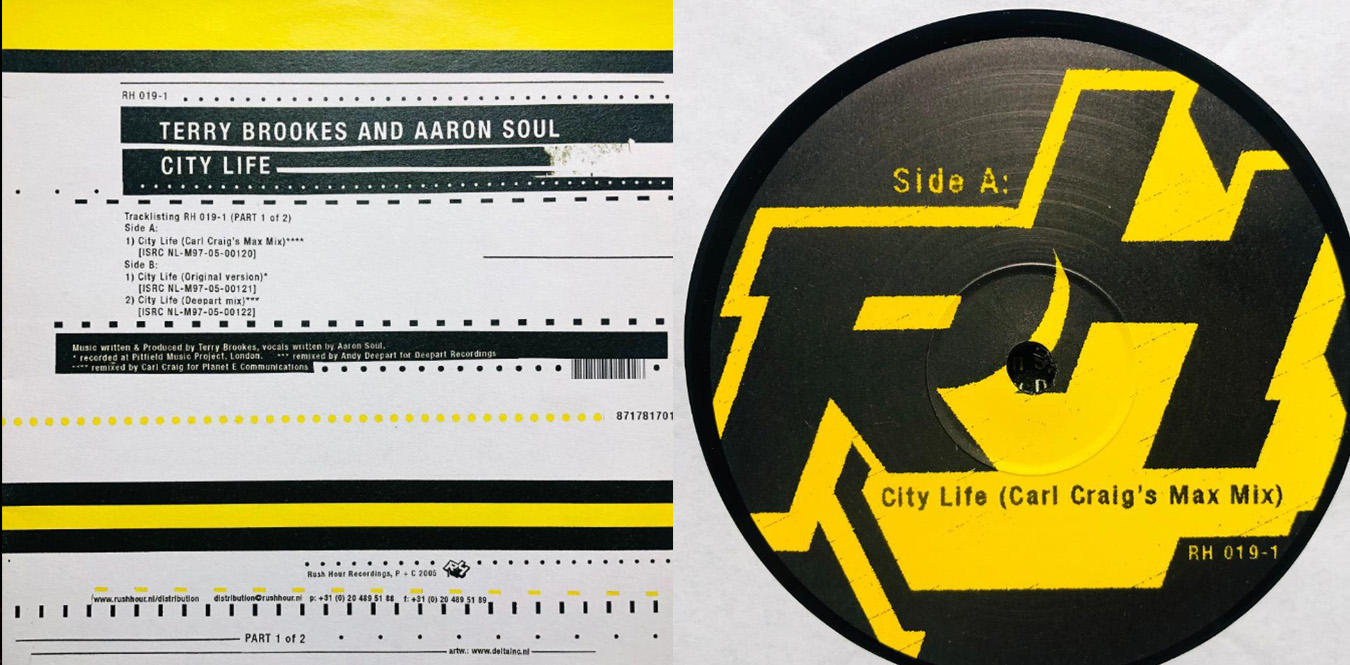 RH 019-1
TERRY BROOKES AND AARON SOUL
CITY LIFE
Tracklisting RH 019-1 (PART 1 of 2)
Side A:
1) City Life (Carl Craig's Max Mix)****
[ISRC NL-M97-05-00120]
Side B:
1) City Life (Original version)*
[ISRC NL-M97-05-00121]
2) City Life (Deepart mix)***
[ISRC NL-M97-05-00122]
Music written & Produced by Terry Brookes, vocals written by Aaron Soul.
* recorded at Pitfield Music Project, London. *** remixed by Andy Deepart for Deepart Recordings
**** remixed by Carl Craig for Planet E Communications
871781701
Rush Hour Recordings, P + C 2005
www.rushhour.nl/distribution distribution@rushhour.nl p: +31 (0) 20 489 51 88 f: +31 (0) 20 489 51 89
PART 1 of 2
artw.: www.deltainc.nl
Side A:
RH
City Life (Carl Craig's Max Mix)
RH 019-1